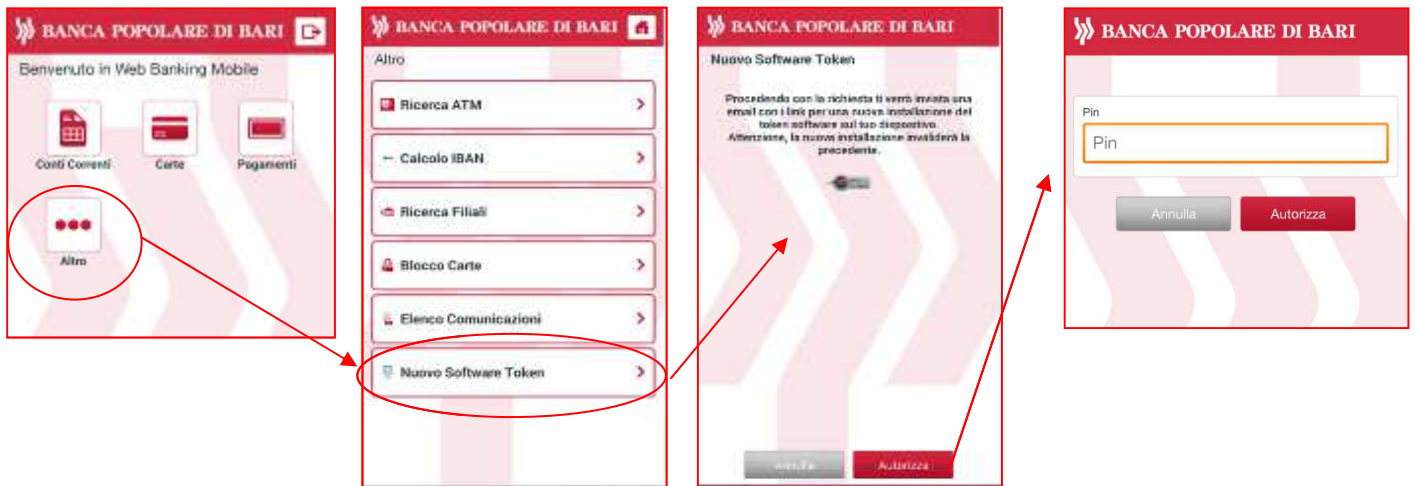 BANCA POPOLARE DI BARI
Benvenuto in Web Banking Mobile
Conti Correnti
Carte
Pagamenti
Altro
BANCA POPOLARE DI BARI
Altro
Ricerca ATM
Calcolo IBAN
Ricerca Filiali
Blocco Carte
Elenco Comunicazioni
Nuovo Software Token
BANCA POPOLARE DI BARI
Nuovo Software Token
Procedendo con la richiesta ti verrà inviata una
email con i link per una nuova installazione del
token software sul tuo dispositivo.
Attenzione, la nuova installazione invaliderà la
precedente.
Annulla
Autorizza
BANCA POPOLARE DI BARI
Pin
Pin
Annulla
Autorizza